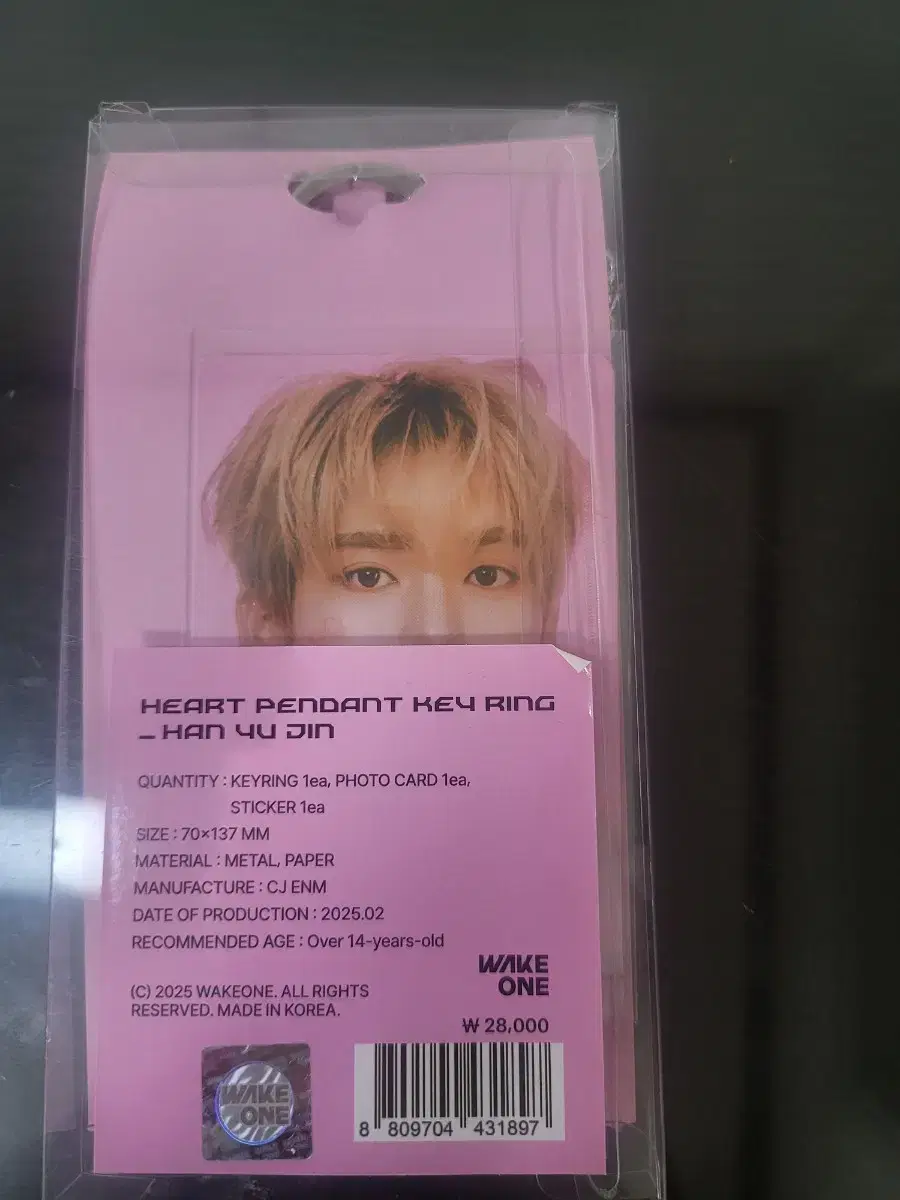 HEART PENDANT KEY RING
_ HAN YU JIN
QUANTITY : KEYRING 1ea, PHOTO CARD 1ea,
STICKER 1ea
SIZE : 70×137 MM
MATERIAL : METAL, PAPER
MANUFACTURE : CJ ENM
DATE OF PRODUCTION : 2025.02
RECOMMENDED AGE : Over 14-years-old
(C) 2025 WAKEONE. ALL RIGHTS
RESERVED. MADE IN KOREA.
WAKE
ONE
₩ 28,000
WAKE
ONE
8 809704 431897